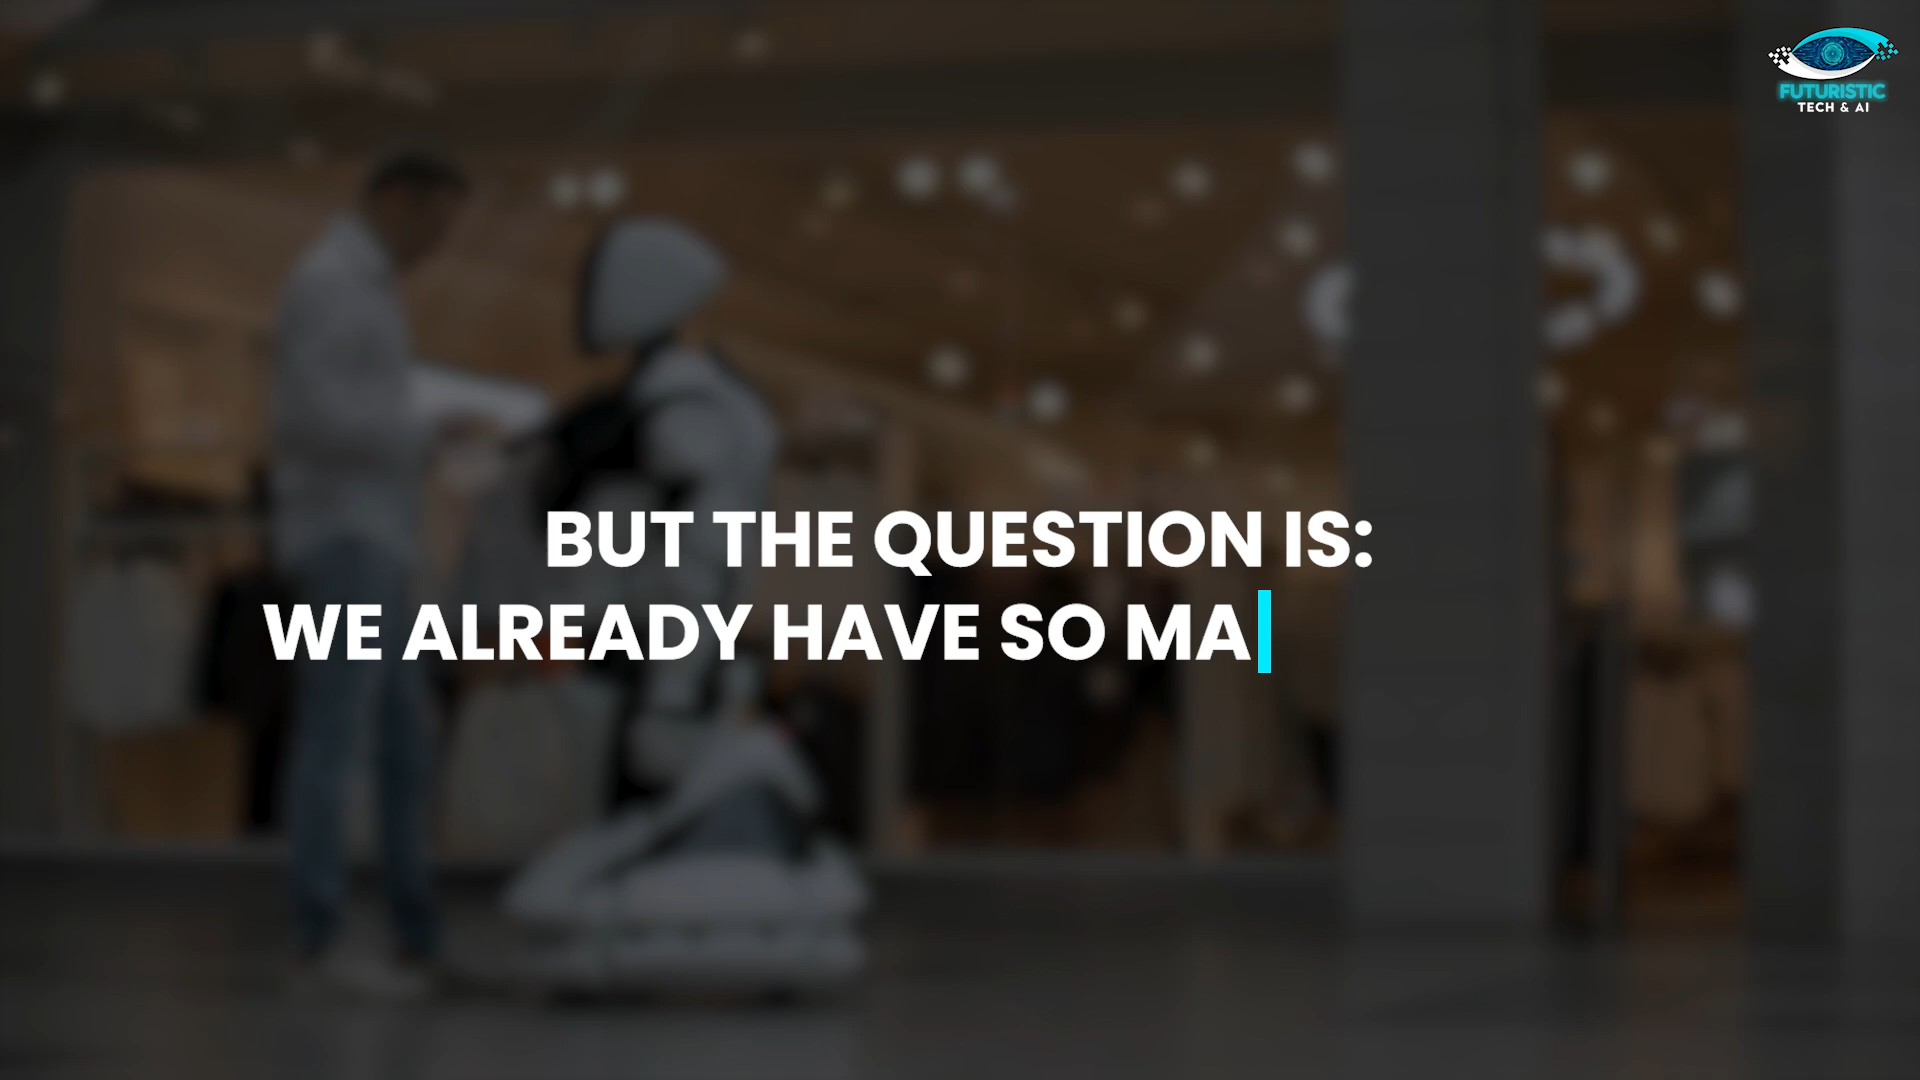 FUTURISTIC
TECH & AI
BUT THE QUESTION IS:
WE ALREADY HAVE SO MA